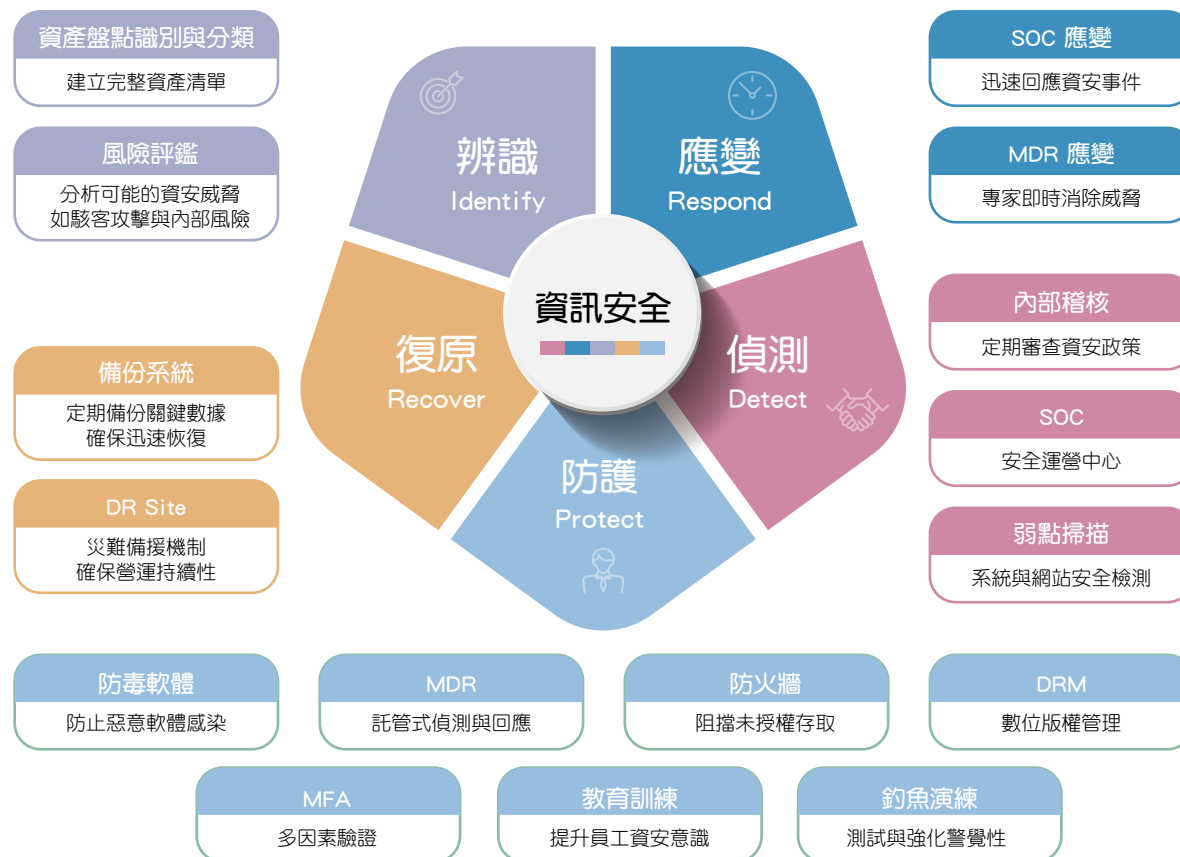 資產盤點識別與分類
建立完整資產清單
風險評鑑
分析可能的資安威脅
如駭客攻擊與內部風險
備份系統
定期備份關鍵數據
確保迅速恢復
DR Site
災難備援機制
確保營運持續性
辨識
Identify
應變
Respond
資訊安全
復原
Recover
偵測
Detect
防護
Protect
SOC 應變
迅速回應資安事件
MDR 應變
專家即時消除威脅
內部稽核
定期審查資安政策
SOC
安全運營中心
弱點掃描
系統與網站安全檢測
防毒軟體
防止惡意軟體感染
MDR
託管式偵測與回應
防火牆
阻擋未授權存取
DRM
數位版權管理
MFA
多因素驗證
教育訓練
提升員工資安意識
釣魚演練
測試與強化警覺性